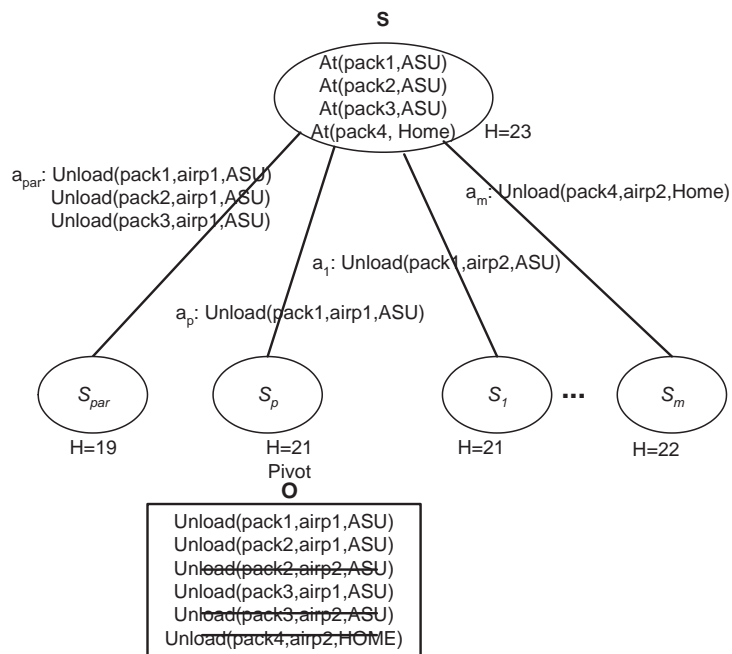 S
At(pack1,ASU)
At(pack2,ASU)
At(pack3,ASU)
At(pack4, Home)
H=23
a_par: Unload(pack1,airp1,ASU)
Unload(pack2,airp1,ASU)
Unload(pack3,airp1,ASU)
a_m: Unload(pack4,airp2,Home)
a_1: Unload(pack1,airp2,ASU)
a_p: Unload(pack1,airp1,ASU)
S_par
S_p
S_1
...
S_m
H=19
H=21
H=21
H=22
Pivot
O
Unload(pack1,airp1,ASU)
Unload(pack2,airp1,ASU)
Unload(pack2,airp2,ASU)
Unload(pack3,airp1,ASU)
Unload(pack3,airp2,ASU)
Unload(pack4,airp2,HOME)